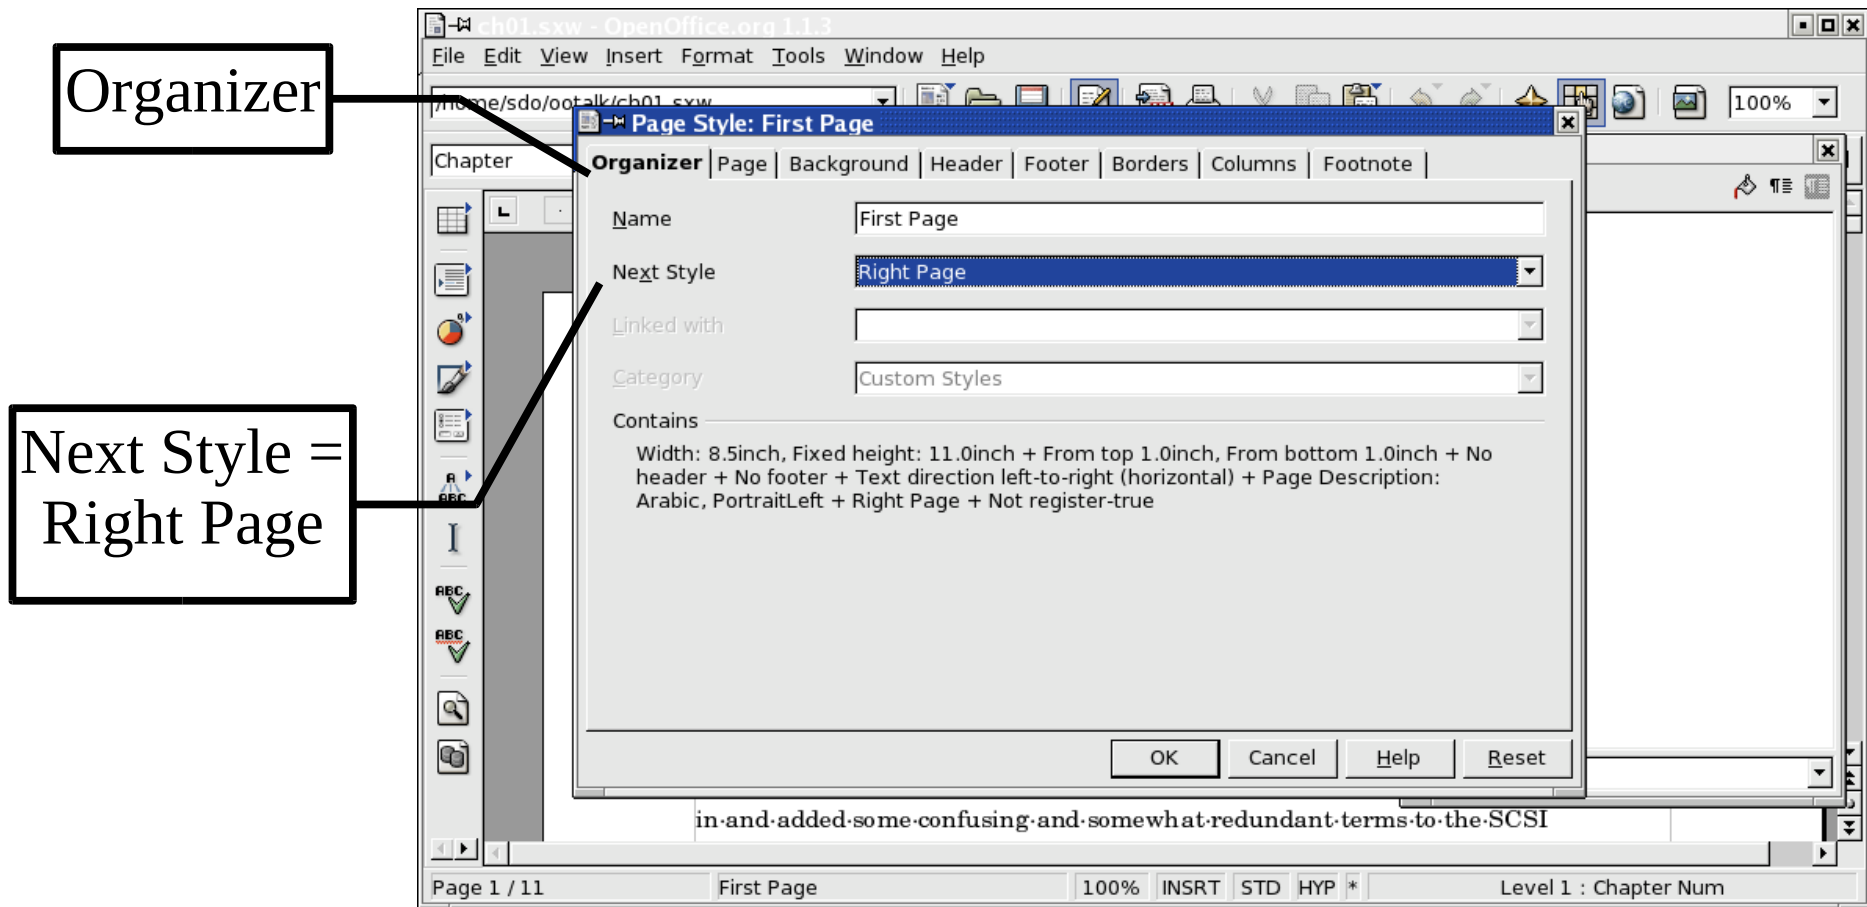 Organizer
Next Style =
Right Page
ch01.sxw - OpenOffice.org 1.1.3
File Edit View Insert Format Tools Window Help
/home/sdo/ootalk/ch01.sxw
100%
Chapter
Page Style: First Page
Organizer Page Background Header Footer Borders Columns Footnote
Name First Page
Next Style Right Page
Linked with
Category Custom Styles
Contains
Width: 8.5inch, Fixed height: 11.0inch + From top 1.0inch, From bottom 1.0inch + No
header + No footer + Text direction left-to-right (horizontal) + Page Description:
Arabic, PortraitLeft + Right Page + Not register-true
OK Cancel Help Reset
A
ABC
ABC
ABC
in·and·added·some·confusing·and·somewhat·redundant·terms·to·the·SCSI
Page 1 / 11 First Page 100% INSRT STD HYP * Level 1 : Chapter Num